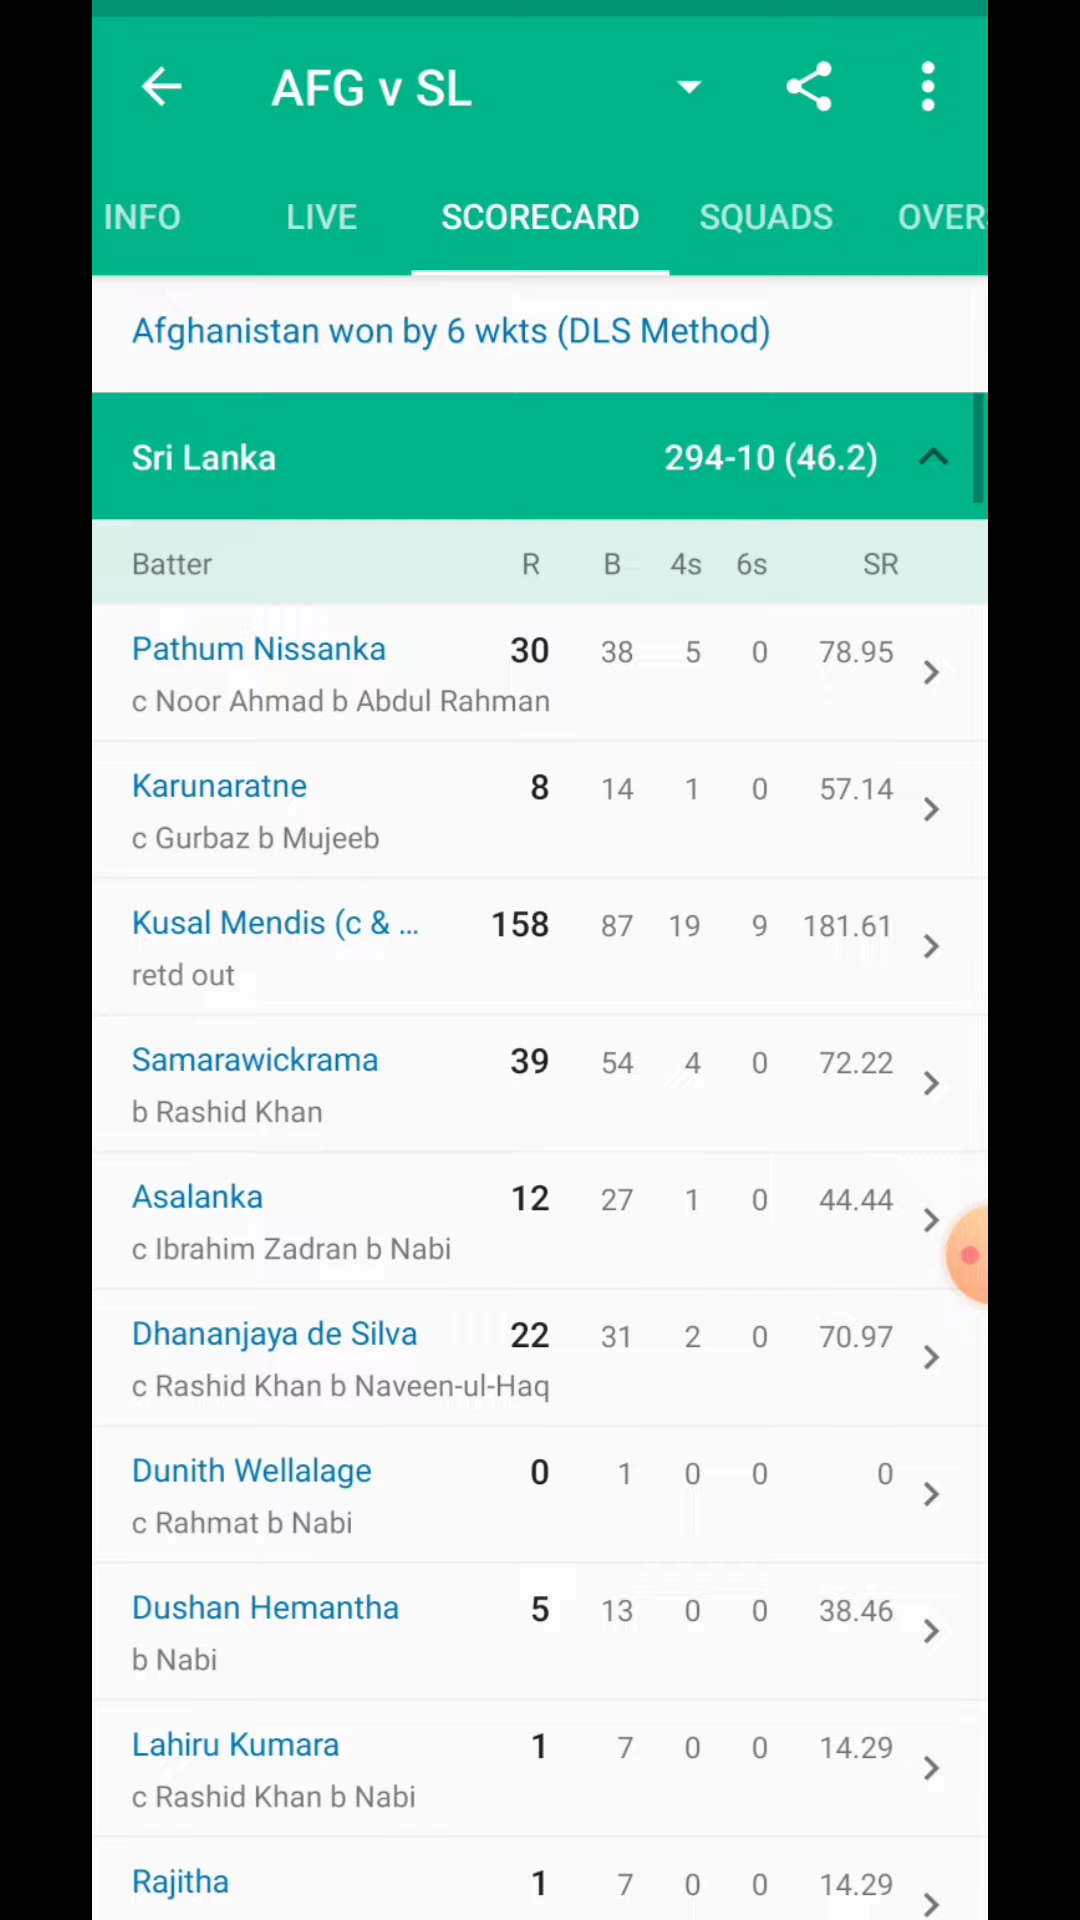 AFG v SL
INFO LIVE SCORECARD SQUADS OVER
Afghanistan won by 6 wkts (DLS Method)
Sri Lanka 294-10 (46.2)
Batter R B 4s 6s SR
Pathum Nissanka 30 38 5 0 78.95
c Noor Ahmad b Abdul Rahman
Karunaratne 8 14 1 0 57.14
c Gurbaz b Mujeeb
Kusal Mendis (c & ... 158 87 19 9 181.61
retd out
Samarawickrama 39 54 4 0 72.22
b Rashid Khan
Asalanka 12 27 1 0 44.44
c Ibrahim Zadran b Nabi
Dhananjaya de Silva 22 31 2 0 70.97
c Rashid Khan b Naveen-ul-Haq
Dunith Wellalage 0 1 0 0 0
c Rahmat b Nabi
Dushan Hemantha 5 13 0 0 38.46
b Nabi
Lahiru Kumara 1 7 0 0 14.29
c Rashid Khan b Nabi
Rajitha 1 7 0 0 14.29